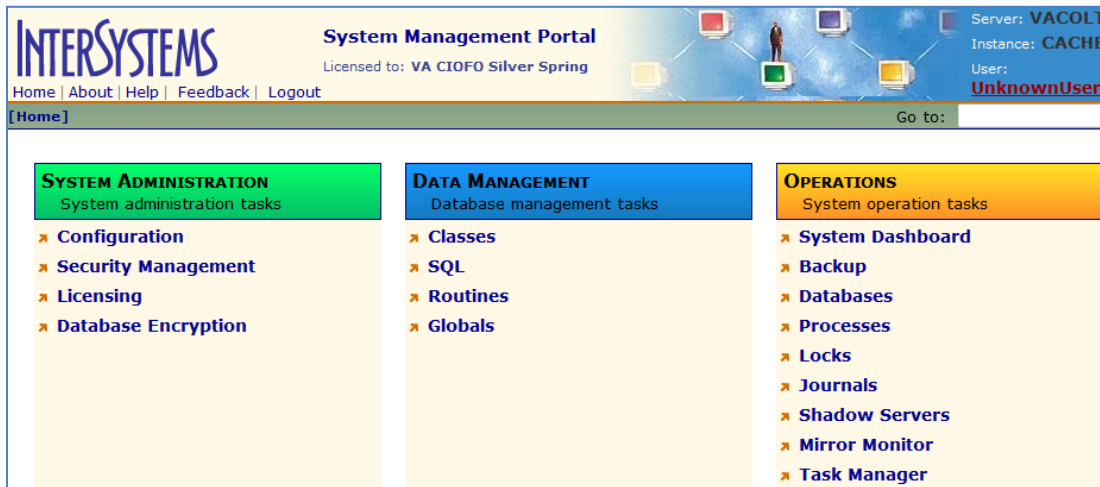 INTERSYSTEMS
System Management Portal
Licensed to: VA CIOFO Silver Spring
Home | About | Help | Feedback | Logout
Server: VACOLT
Instance: CACHE
User:
UnknownUser
[Home]
Go to:
SYSTEM ADMINISTRATION
System administration tasks
Configuration
Security Management
Licensing
Database Encryption
DATA MANAGEMENT
Database management tasks
Classes
SQL
Routines
Globals
OPERATIONS
System operation tasks
System Dashboard
Backup
Databases
Processes
Locks
Journals
Shadow Servers
Mirror Monitor
Task Manager